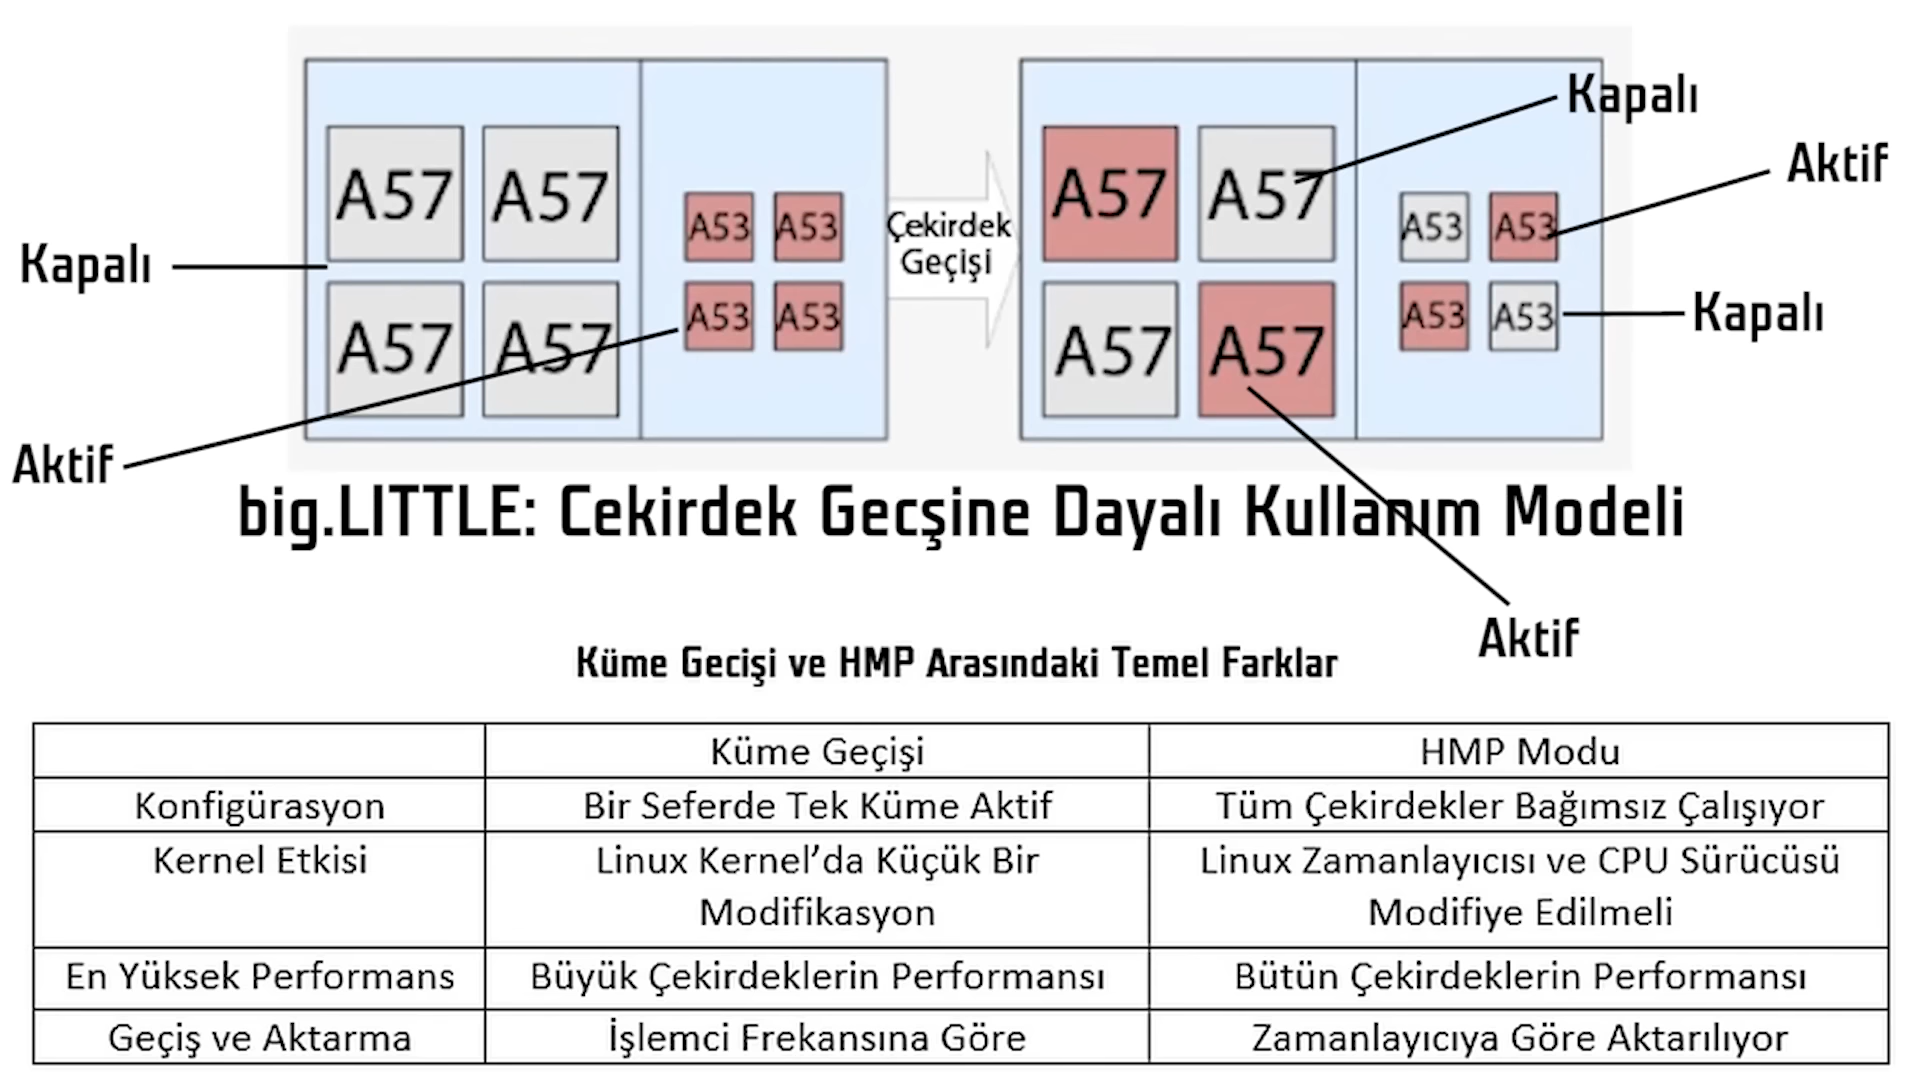 Kapalı
Aktif
A57 A57
A57 A57
A53 A53
A53 A53
Çekirdek
Geçişi
A57 A57
A57 A57
A53 A53
A53 A53
Kapalı
Aktif
Kapalı
Aktif
big.LITTLE: Cekirdek Gecşine Dayalı Kullanım Modeli
Küme Gecişi ve HMP Arasındaki Temel Farklar
Küme Geçişi HMP Modu
Konfigürasyon Bir Seferde Tek Küme Aktif Tüm Çekirdekler Bağımsız Çalışıyor
Kernel Etkisi Linux Kernel’da Küçük Bir Linux Zamanlayıcısı ve CPU Sürücüsü
Modifikasyon Modifiye Edilmeli
En Yüksek Performans Büyük Çekirdeklerin Performansı Bütün Çekirdeklerin Performansı
Geçiş ve Aktarma İşlemci Frekansına Göre Zamanlayıcıya Göre Aktarılıyor